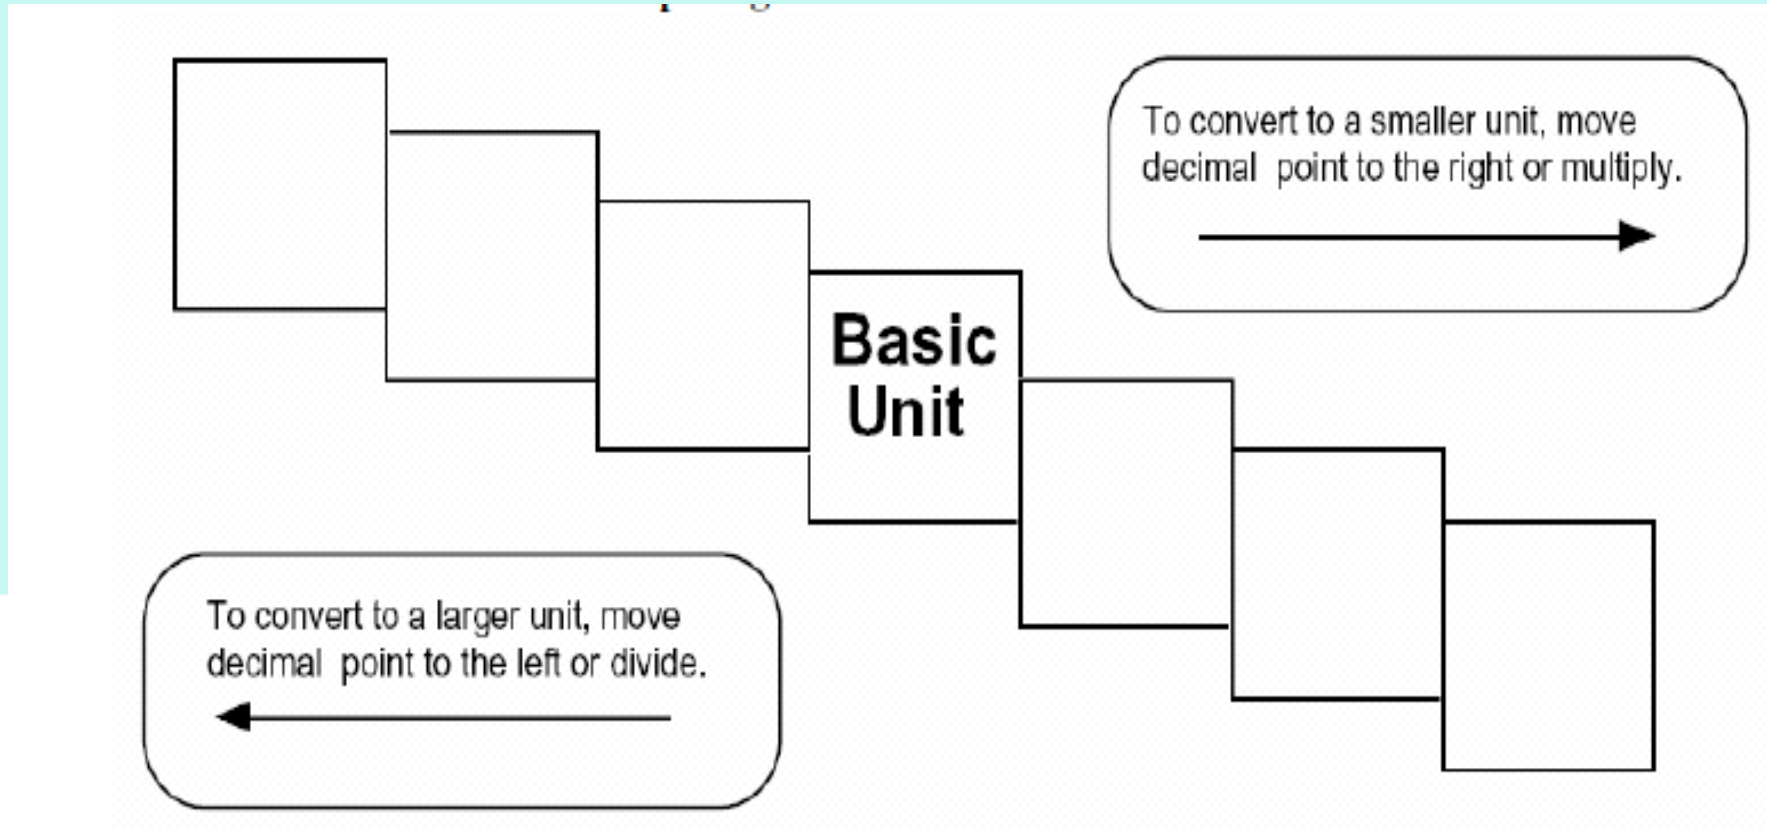 To convert to a smaller unit, move
decimal point to the right or multiply.
Basic
Unit
To convert to a larger unit, move
decimal point to the left or divide.